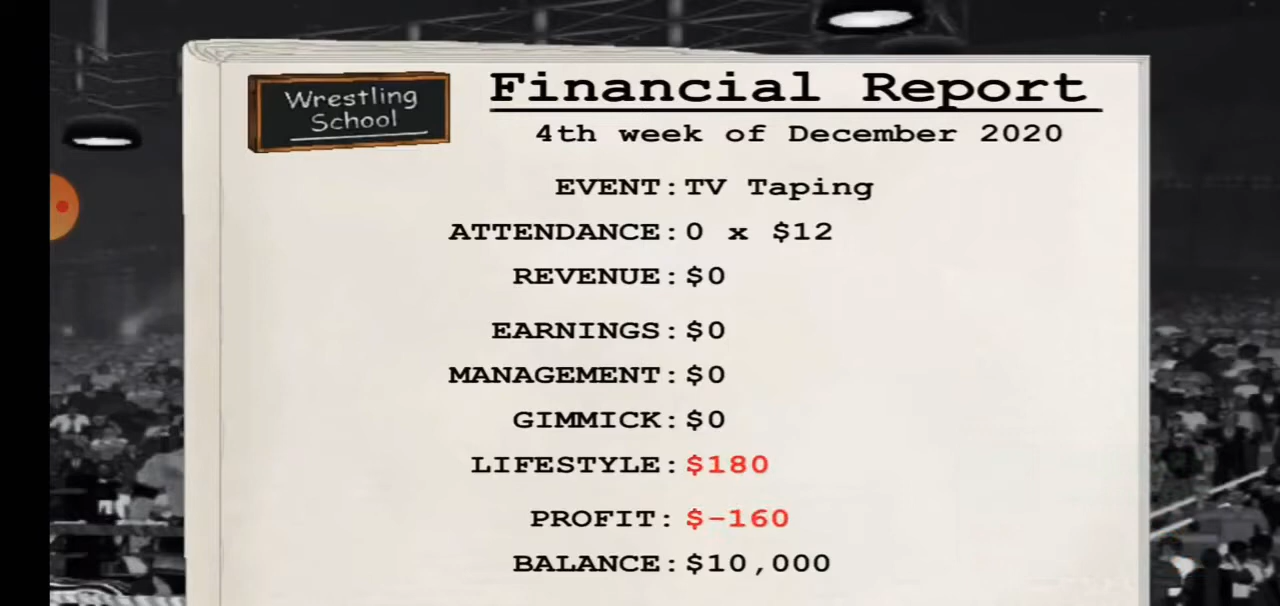 Wrestling
School
Financial Report
4th week of December 2020
EVENT: TV Taping
ATTENDANCE: 0 x $12
REVENUE: $0
EARNINGS: $0
MANAGEMENT: $0
GIMMICK: $0
LIFESTYLE: $180
PROFIT: $-160
BALANCE: $10,000